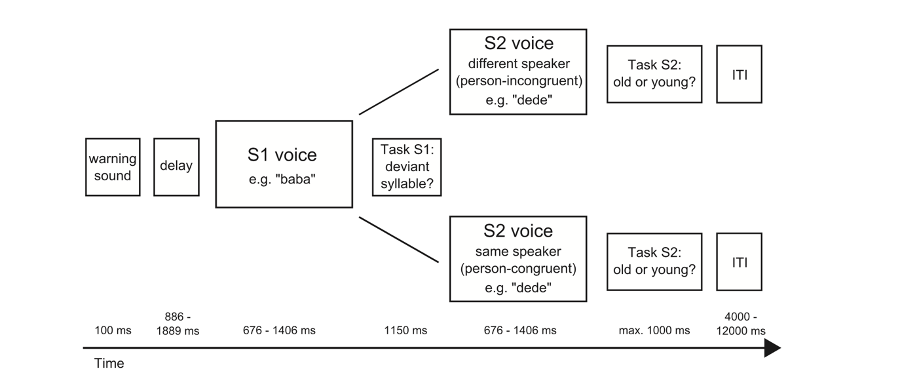 warning
sound
delay
S1 voice
e.g. "baba"
Task S1:
deviant
syllable?
S2 voice
different speaker
(person-incongruent)
e.g. "dede"
Task S2:
old or young?
ITI
S2 voice
same speaker
(person-congruent)
e.g. "dede"
Task S2:
old or young?
ITI
100 ms
886 -
1889 ms
676 - 1406 ms
1150 ms
676 - 1406 ms
max. 1000 ms
4000 -
12000 ms
Time